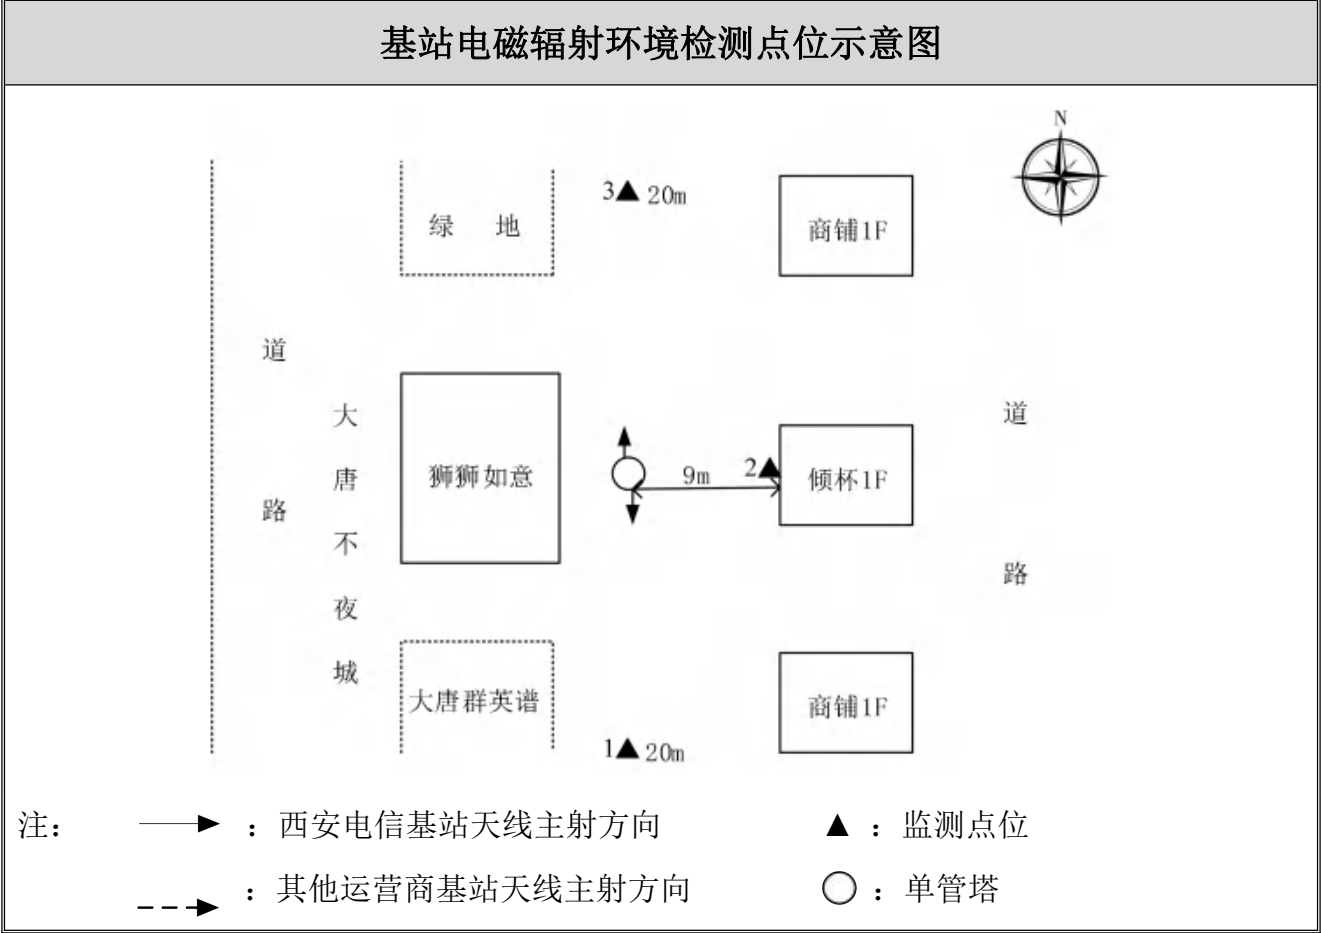 基站电磁辐射环境检测点位示意图
N
3▲ 20m
绿 地
商铺1F
道路
大唐不夜城
狮狮如意
9m
2▲
倾杯1F
道路
大唐群英谱
商铺1F
1▲ 20m
注：
：西安电信基站天线主射方向
▲：监测点位
：其他运营商基站天线主射方向
：单管塔